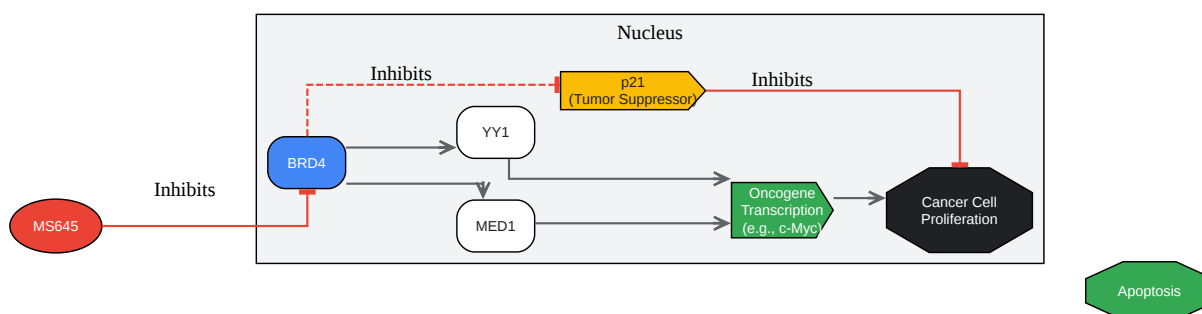 Nucleus
Inhibits
p21
(Tumor Suppressor)
Inhibits
YY1
BRD4
Inhibits
MS645
MED1
Oncogene
Transcription
(e.g., c-Myc)
Cancer Cell
Proliferation
Apoptosis